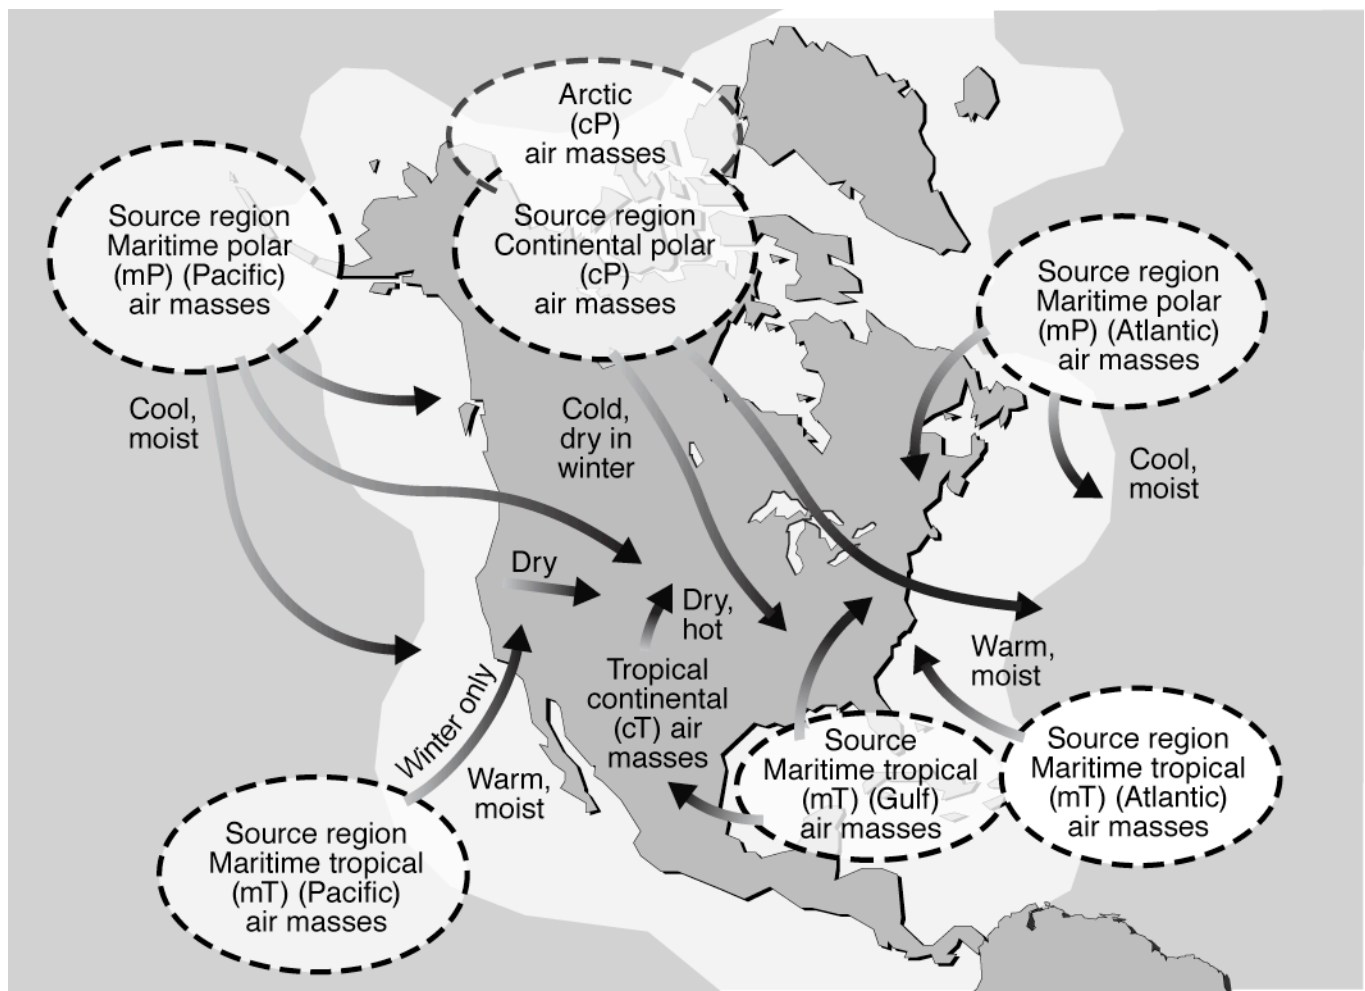 Arctic
(cP)
air masses
Source region
Maritime polar
(mP) (Pacific)
air masses
Source region
Continental polar
(cP)
air masses
Source region
Maritime polar
(mP) (Atlantic)
air masses
Cool,
moist
Cold,
dry in
winter
Cool,
moist
Dry
Dry,
hot
Warm,
moist
Tropical
continental
(cT) air
masses
Winter only
Warm,
moist
Source
Maritime tropical
(mT) (Gulf)
air masses
Source region
Maritime tropical
(mT) (Atlantic)
air masses
Source region
Maritime tropical
(mT) (Pacific)
air masses